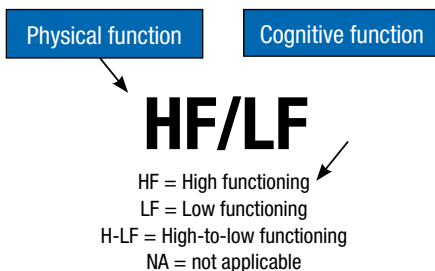 Physical function
Cognitive function
HF/LF
HF = High functioning
LF = Low functioning
H-LF = High-to-low functioning
NA = not applicable